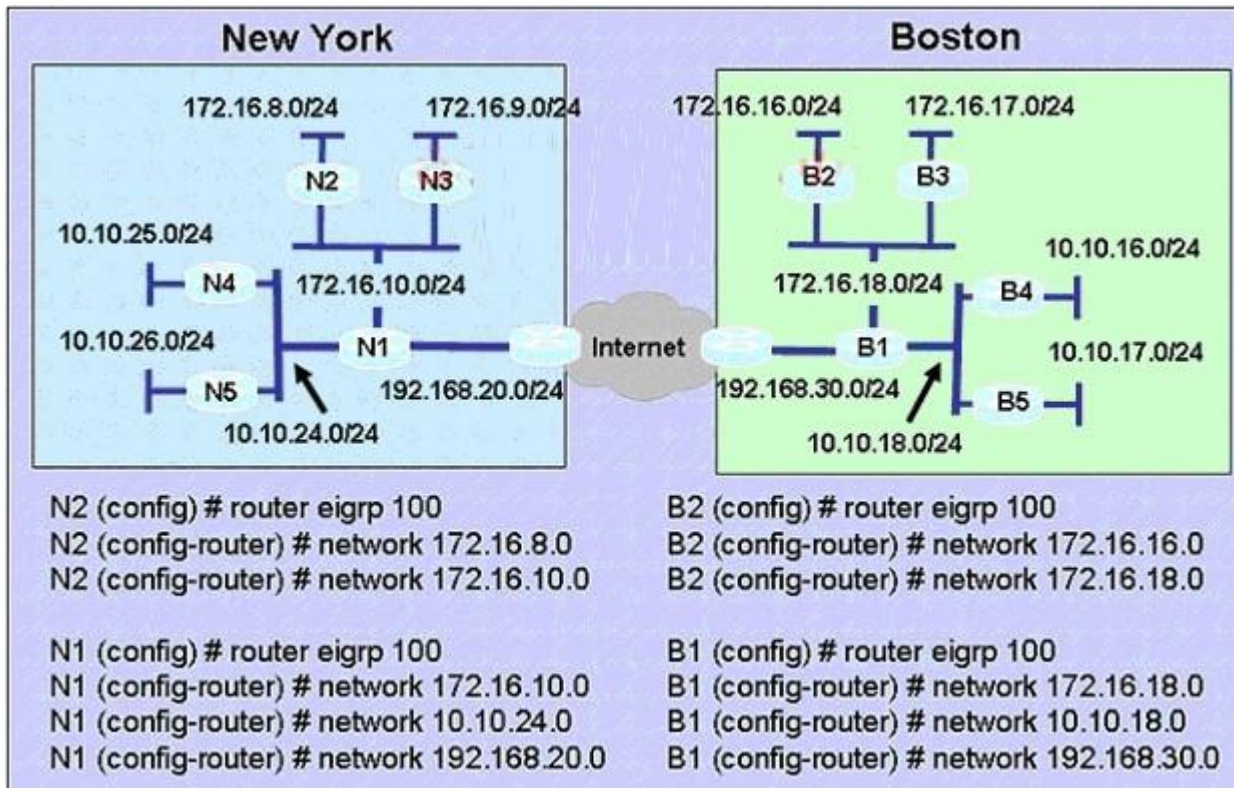 New York
Boston
172.16.8.0/24
172.16.9.0/24
172.16.16.0/24
172.16.17.0/24
N2
N3
B2
B3
10.10.25.0/24
10.10.16.0/24
N4
172.16.10.0/24
172.16.18.0/24
B4
10.10.26.0/24
N1
Internet
B1
10.10.17.0/24
N5
192.168.20.0/24
192.168.30.0/24
B5
10.10.24.0/24
10.10.18.0/24
N2 (config) # router eigrp 100
N2 (config-router) # network 172.16.8.0
N2 (config-router) # network 172.16.10.0
N1 (config) # router eigrp 100
N1 (config-router) # network 172.16.10.0
N1 (config-router) # network 10.10.24.0
N1 (config-router) # network 192.168.20.0
B2 (config) # router eigrp 100
B2 (config-router) # network 172.16.16.0
B2 (config-router) # network 172.16.18.0
B1 (config) # router eigrp 100
B1 (config-router) # network 172.16.18.0
B1 (config-router) # network 10.10.18.0
B1 (config-router) # network 192.168.30.0